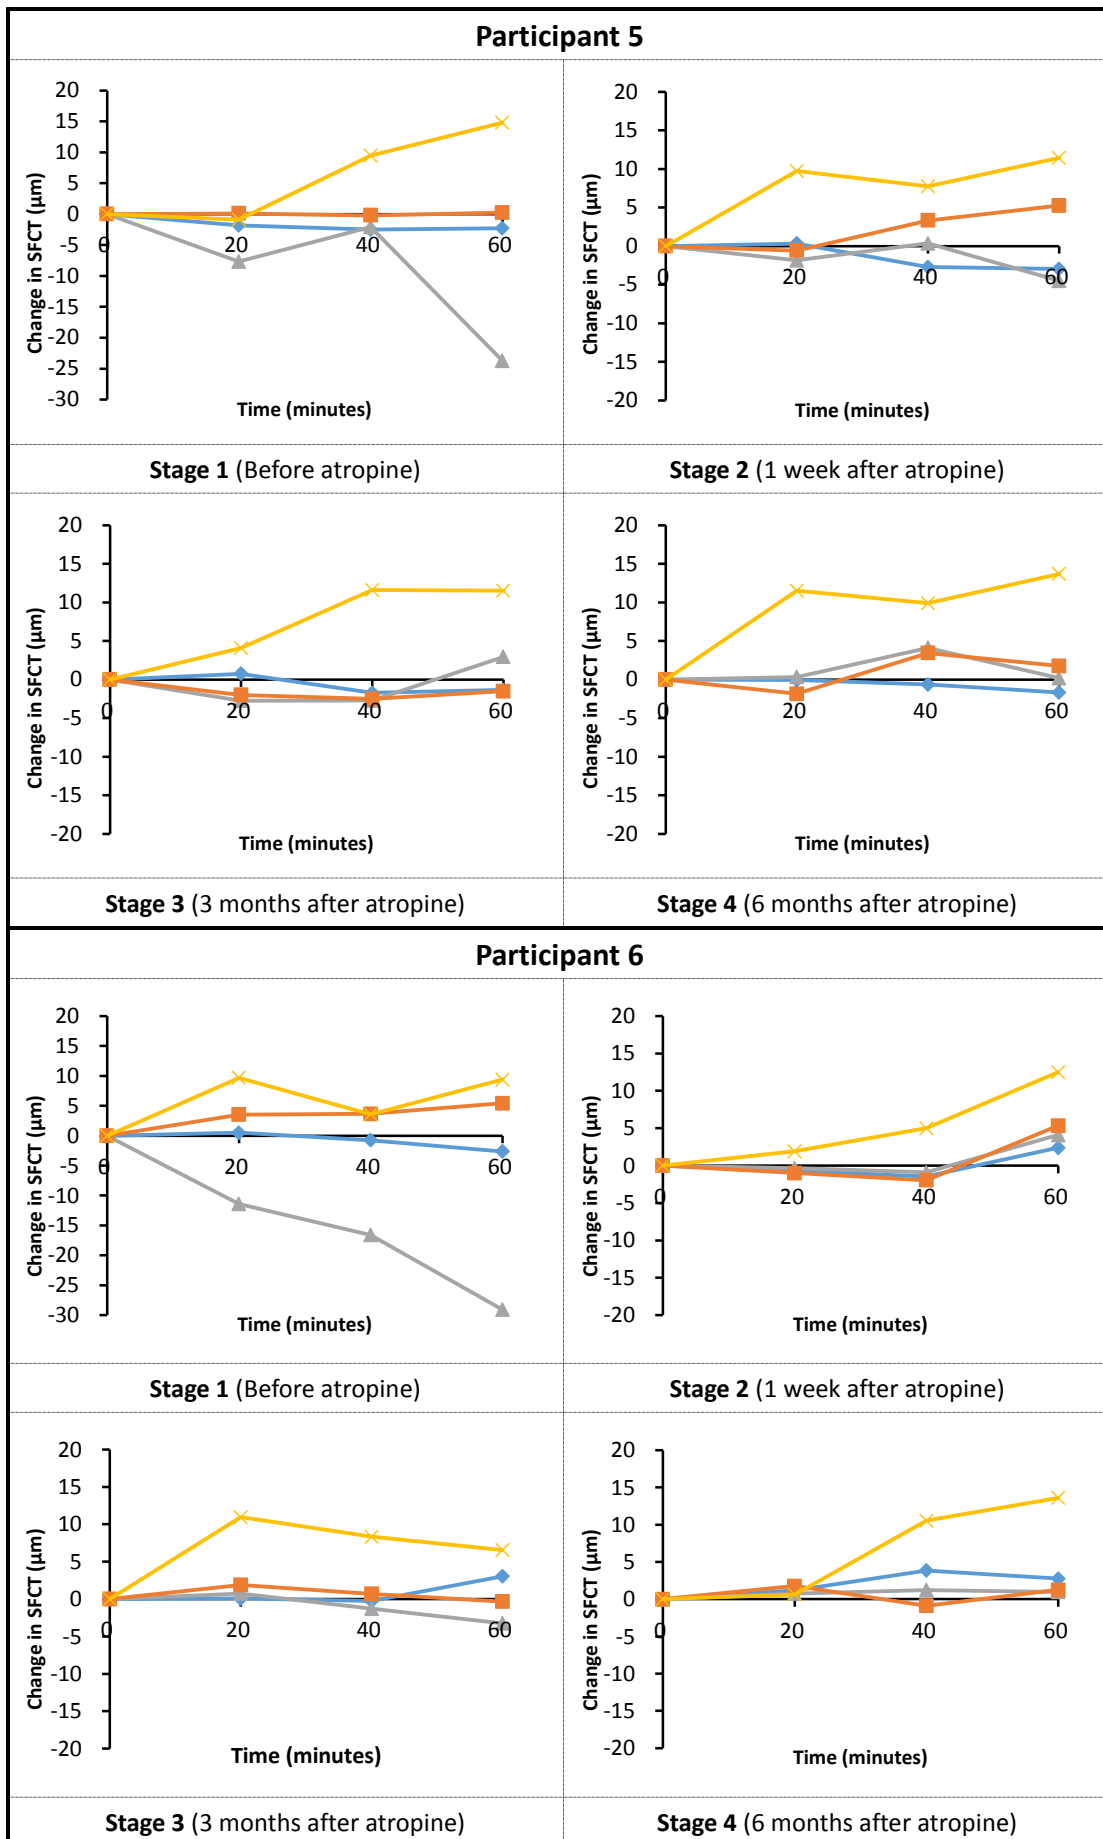 Participant 5
20
15
10
5
0
-5
-10
-15
-20
-25
-30
0 20 40 60
Change in SFCT (µm)
Time (minutes)
20
15
10
5
0
-5
-10
-15
-20
0 20 40 60
Change in SFCT (µm)
Time (minutes)
Stage 1 (Before atropine)
Stage 2 (1 week after atropine)
20
15
10
5
0
-5
-10
-15
-20
0 20 40 60
Change in SFCT (µm)
Time (minutes)
20
15
10
5
0
-5
-10
-15
-20
0 20 40 60
Change in SFCT (µm)
Time (minutes)
Stage 3 (3 months after atropine)
Stage 4 (6 months after atropine)
Participant 6
20
15
10
5
0
-5
-10
-15
-20
-25
-30
0 20 40 60
Change in SFCT (µm)
Time (minutes)
20
15
10
5
0
-5
-10
-15
-20
0 20 40 60
Change in SFCT (µm)
Time (minutes)
Stage 1 (Before atropine)
Stage 2 (1 week after atropine)
20
15
10
5
0
-5
-10
-15
-20
0 20 40 60
Change in SFCT (µm)
Time (minutes)
20
15
10
5
0
-5
-10
-15
-20
0 20 40 60
Change in SFCT (µm)
Time (minutes)
Stage 3 (3 months after atropine)
Stage 4 (6 months after atropine)